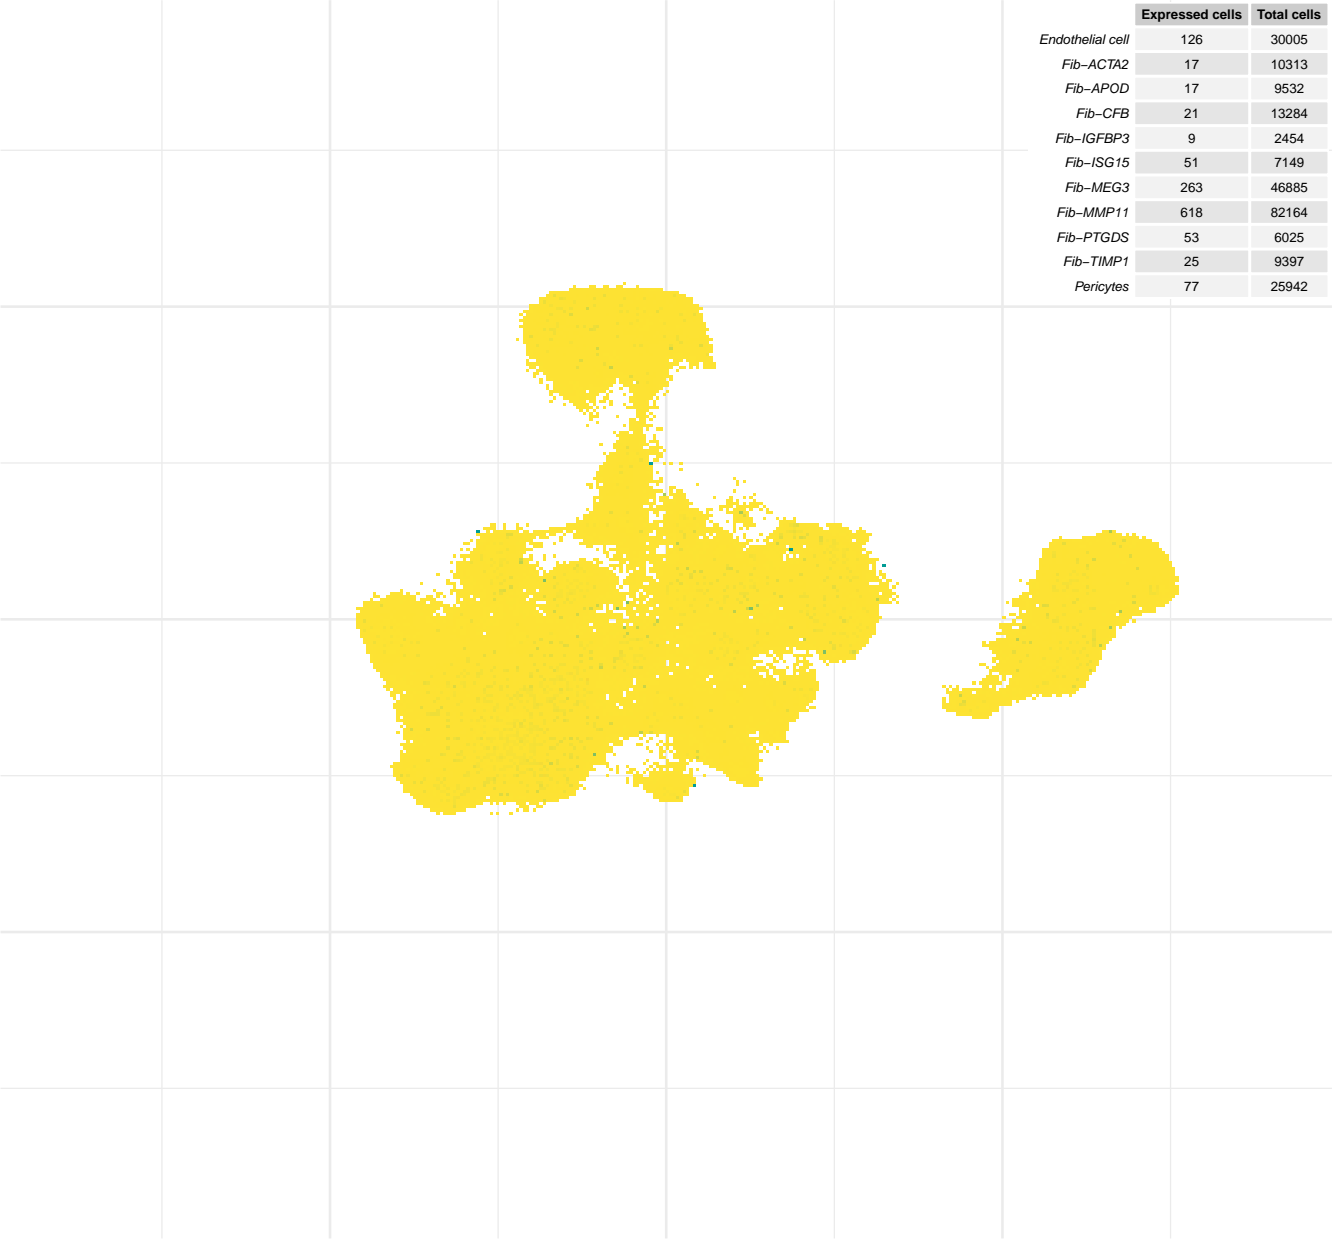 Expressed cells Total cells
Endothelial cell 126 30005
Fib−ACTA2 17 10313
Fib−APOD 17 9532
Fib−CFB 21 13284
Fib−IGFBP3 9 2454
Fib−ISG15 51 7149
Fib−MEG3 263 46885
Fib−MMP11 618 82164
Fib−PTGDS 53 6025
Fib−TIMP1 25 9397
Pericytes 77 25942